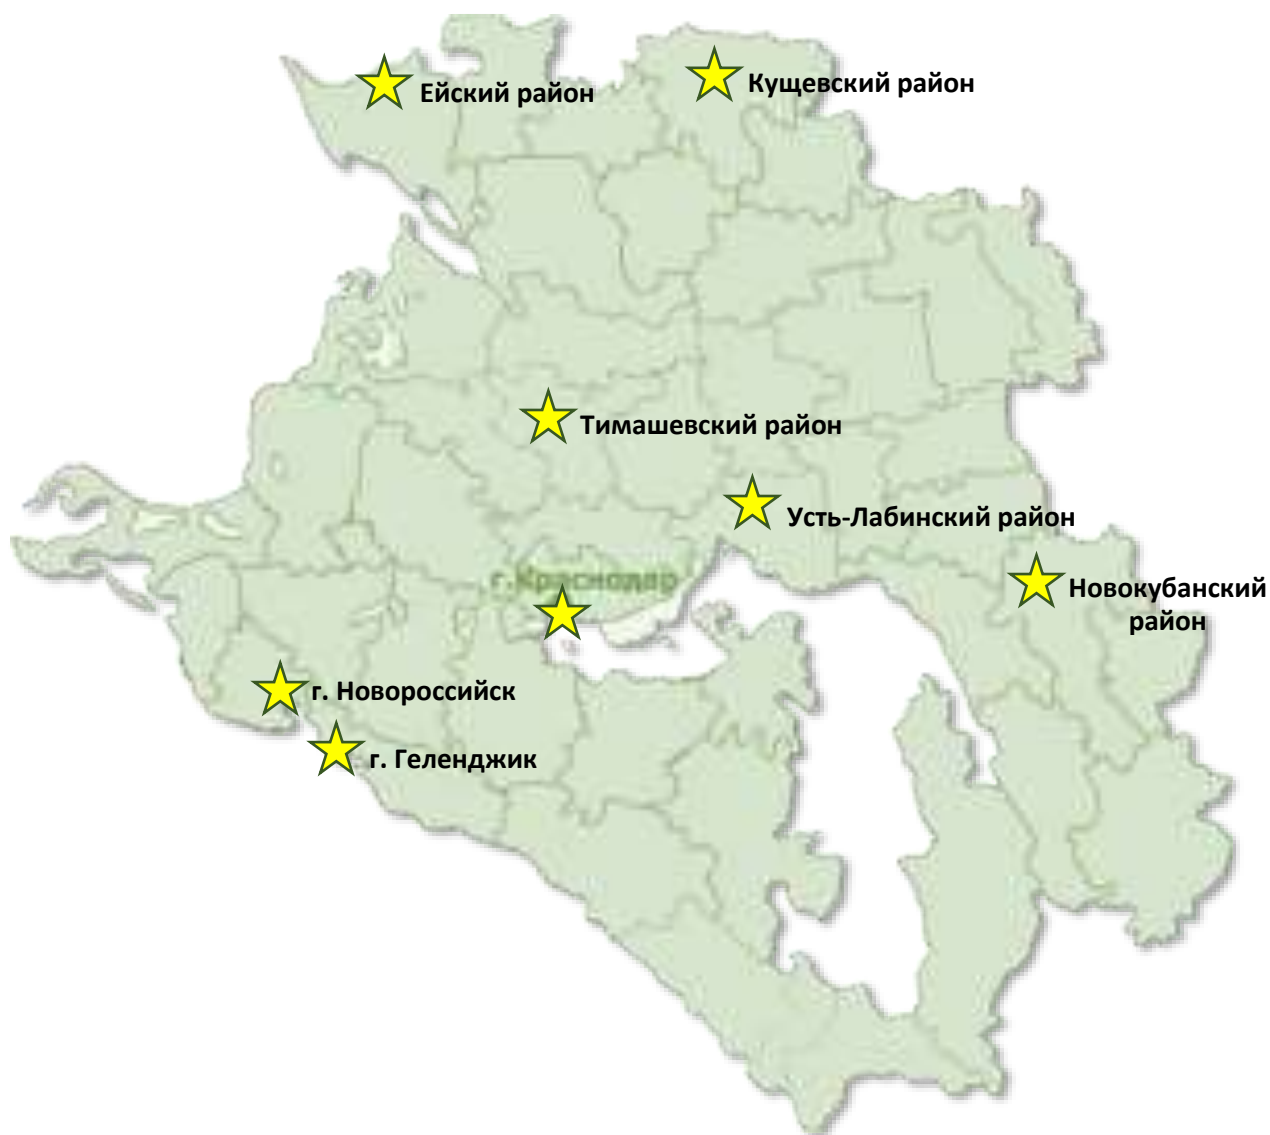 Ейский район
Кущевский район
Тимашевский район
Усть-Лабинский район
г.Краснодар
Новокубанский
район
г. Новороссийск
г. Геленджик